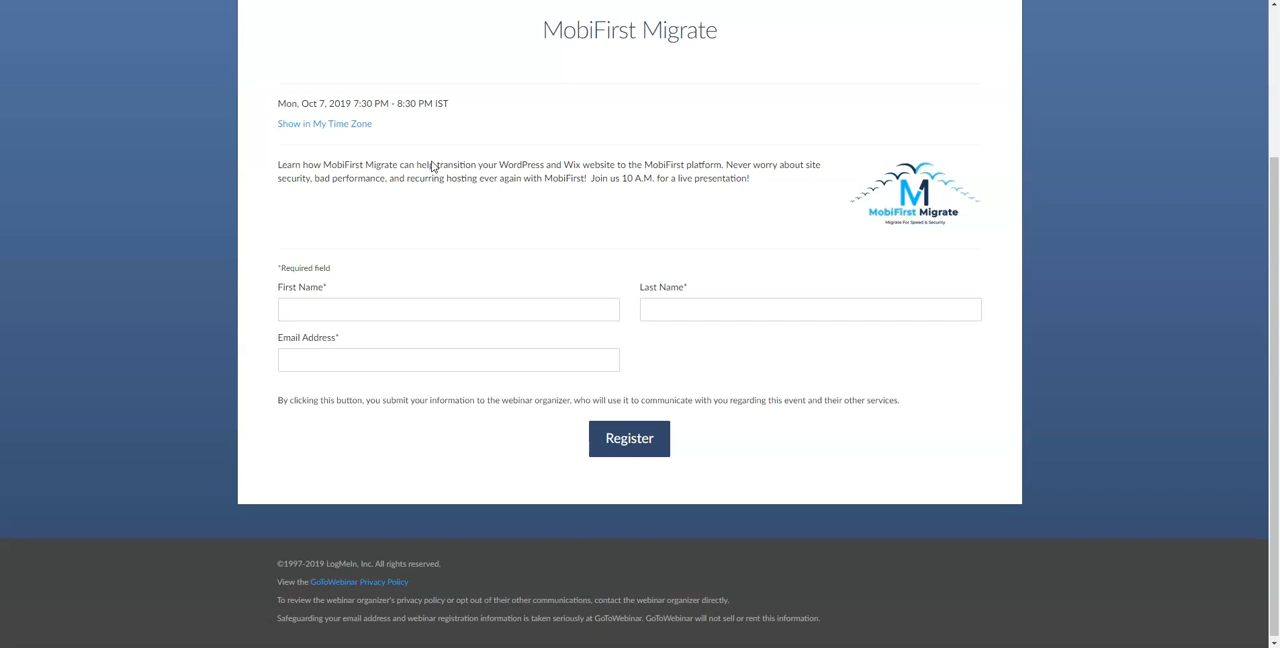 MobiFirst Migrate
Mon, Oct 7, 2019 7:30 PM - 8:30 PM IST
Show in My Time Zone
Learn how MobiFirst Migrate can help transition your WordPress and Wix website to the MobiFirst platform. Never worry about site
security, bad performance, and recurring hosting ever again with MobiFirst! Join us 10 A.M. for a live presentation!
M
MobiFirst Migrate
Migrate For Speed & Security
*Required field
First Name*
Last Name*
Email Address*
By clicking this button, you submit your information to the webinar organizer, who will use it to communicate with you regarding this event and their other services.
Register
©1997-2019 LogMeIn, Inc. All rights reserved.
View the GoToWebinar Privacy Policy
To review the webinar organizer's privacy policy or opt out of their other communications, contact the webinar organizer directly.
Safeguarding your email address and webinar registration information is taken seriously at GoToWebinar. GoToWebinar will not sell or rent this information.